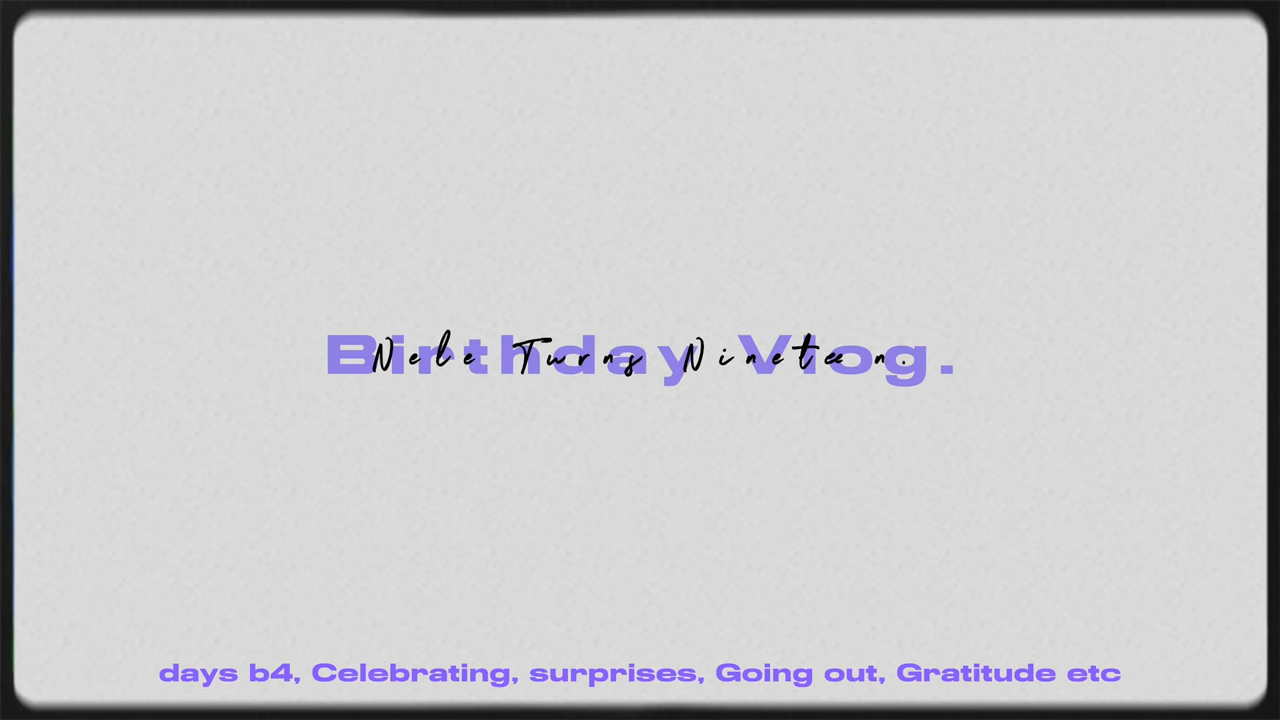 Birthday Vlog.
Nele Turns Nineteen.
days b4, Celebrating, surprises, Going out, Gratitude etc